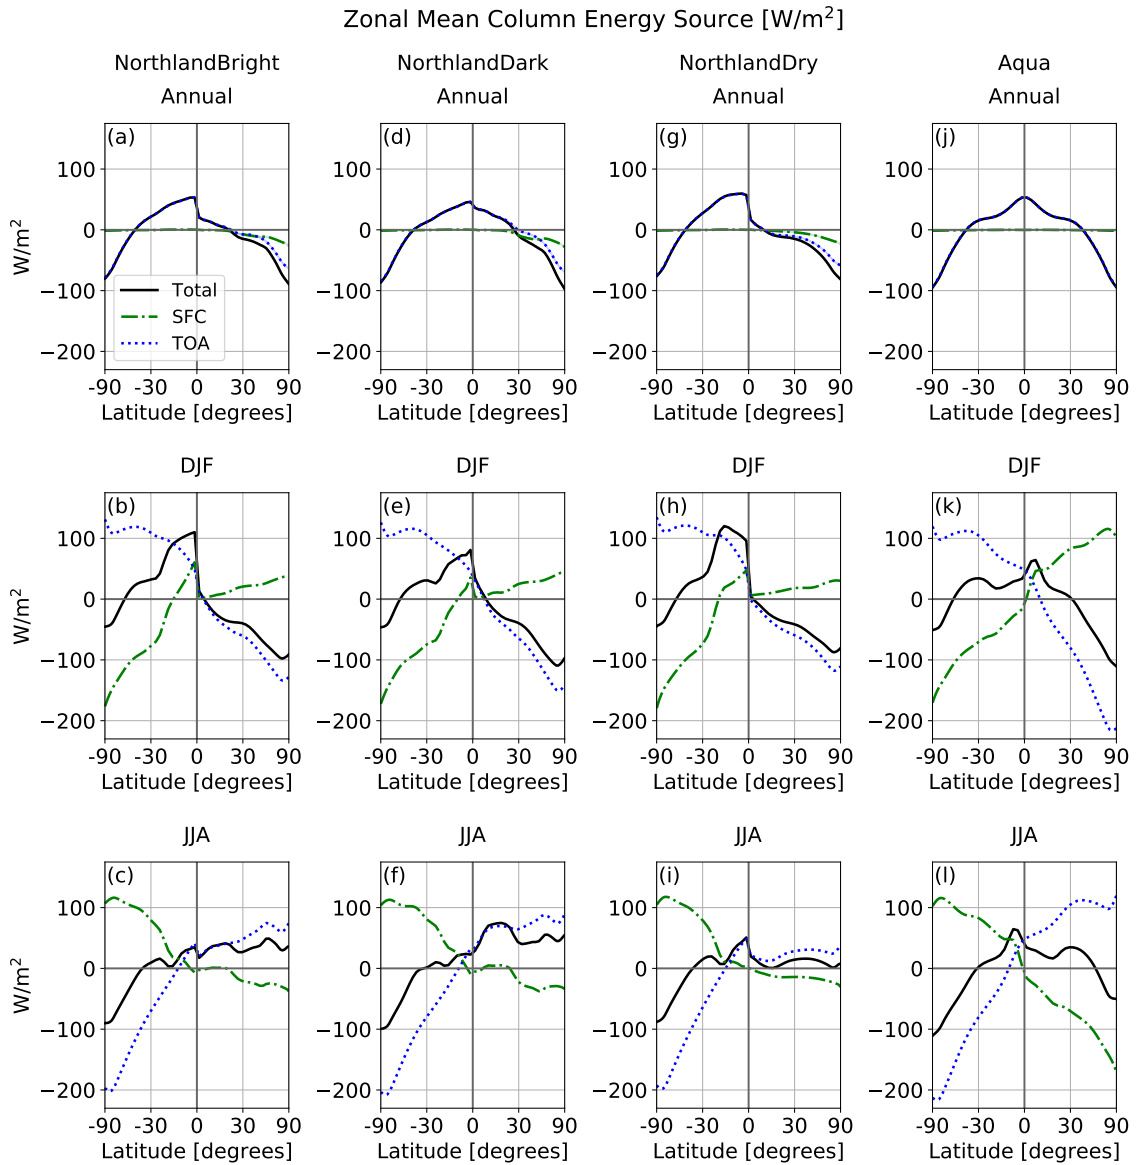 Zonal Mean Column Energy Source [W/m²]
NorthlandBright NorthlandDark NorthlandDry Aqua
Annual Annual Annual Annual
(a) (d) (g) (j)
100 100 100 100
0 0 0 0
−100 −100 −100 −100
−200 −200 −200 −200
W/m²
Total
SFC
TOA
-90 -30 0 30 90 -90 -30 0 30 90 -90 -30 0 30 90 -90 -30 0 30 90
Latitude [degrees] Latitude [degrees] Latitude [degrees] Latitude [degrees]
DJF DJF DJF DJF
(b) (e) (h) (k)
100 100 100 100
0 0 0 0
−100 −100 −100 −100
−200 −200 −200 −200
W/m²
-90 -30 0 30 90 -90 -30 0 30 90 -90 -30 0 30 90 -90 -30 0 30 90
Latitude [degrees] Latitude [degrees] Latitude [degrees] Latitude [degrees]
JJA JJA JJA JJA
(c) (f) (i) (l)
100 100 100 100
0 0 0 0
−100 −100 −100 −100
−200 −200 −200 −200
W/m²
-90 -30 0 30 90 -90 -30 0 30 90 -90 -30 0 30 90 -90 -30 0 30 90
Latitude [degrees] Latitude [degrees] Latitude [degrees] Latitude [degrees]